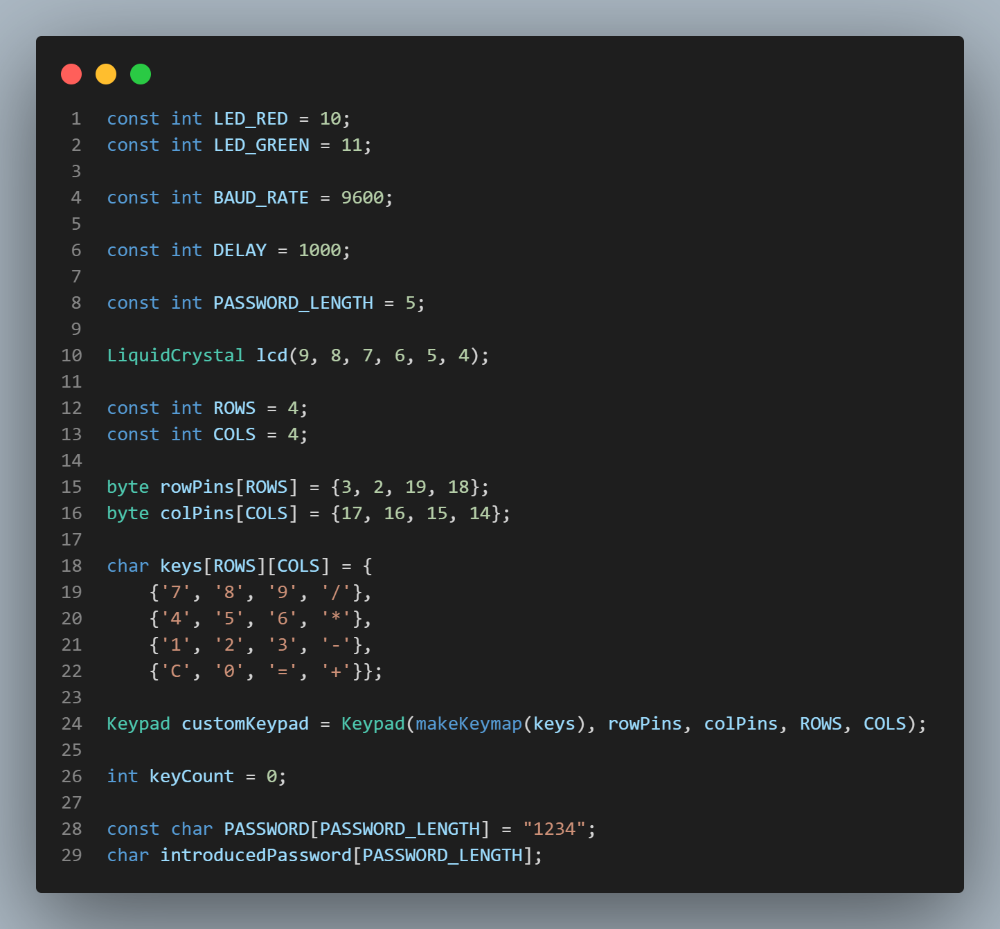 1 const int LED_RED = 10;
2 const int LED_GREEN = 11;
3
4 const int BAUD_RATE = 9600;
5
6 const int DELAY = 1000;
7
8 const int PASSWORD_LENGTH = 5;
9
10 LiquidCrystal lcd(9, 8, 7, 6, 5, 4);
11
12 const int ROWS = 4;
13 const int COLS = 4;
14
15 byte rowPins[ROWS] = {3, 2, 19, 18};
16 byte colPins[COLS] = {17, 16, 15, 14};
17
18 char keys[ROWS][COLS] = {
19     {'7', '8', '9', '/'},
20     {'4', '5', '6', '*'},
21     {'1', '2', '3', '-'},
22     {'C', '0', '=', '+'}};
23
24 Keypad customKeypad = Keypad(makeKeymap(keys), rowPins, colPins, ROWS, COLS);
25
26 int keyCount = 0;
27
28 const char PASSWORD[PASSWORD_LENGTH] = "1234";
29 char introducedPassword[PASSWORD_LENGTH];